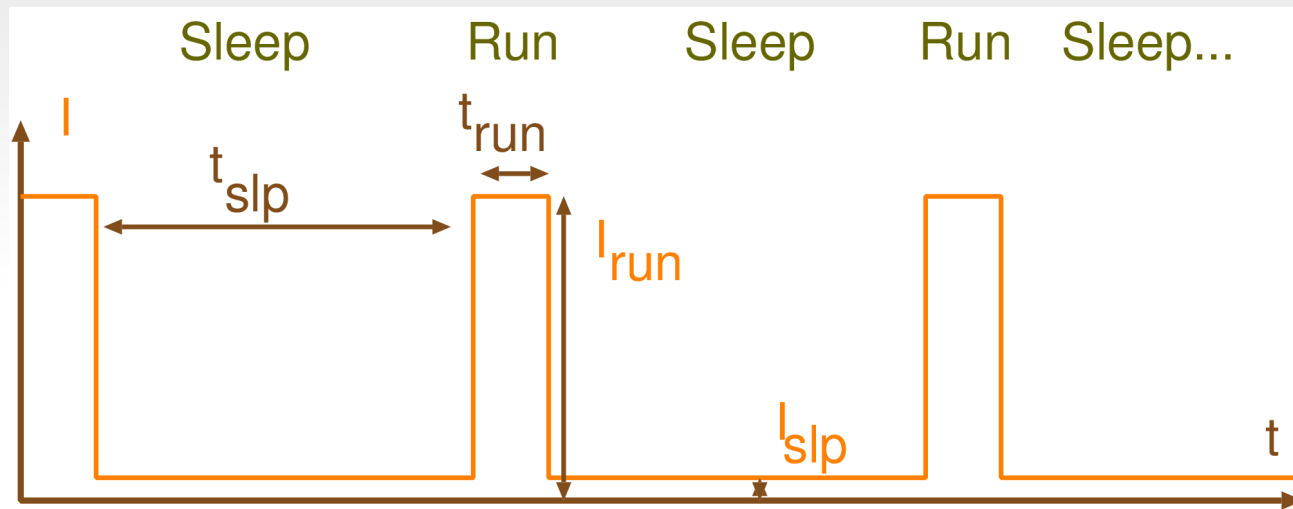 Sleep Run Sleep Run Sleep...
I
t run
t slp
I run
I slp
t